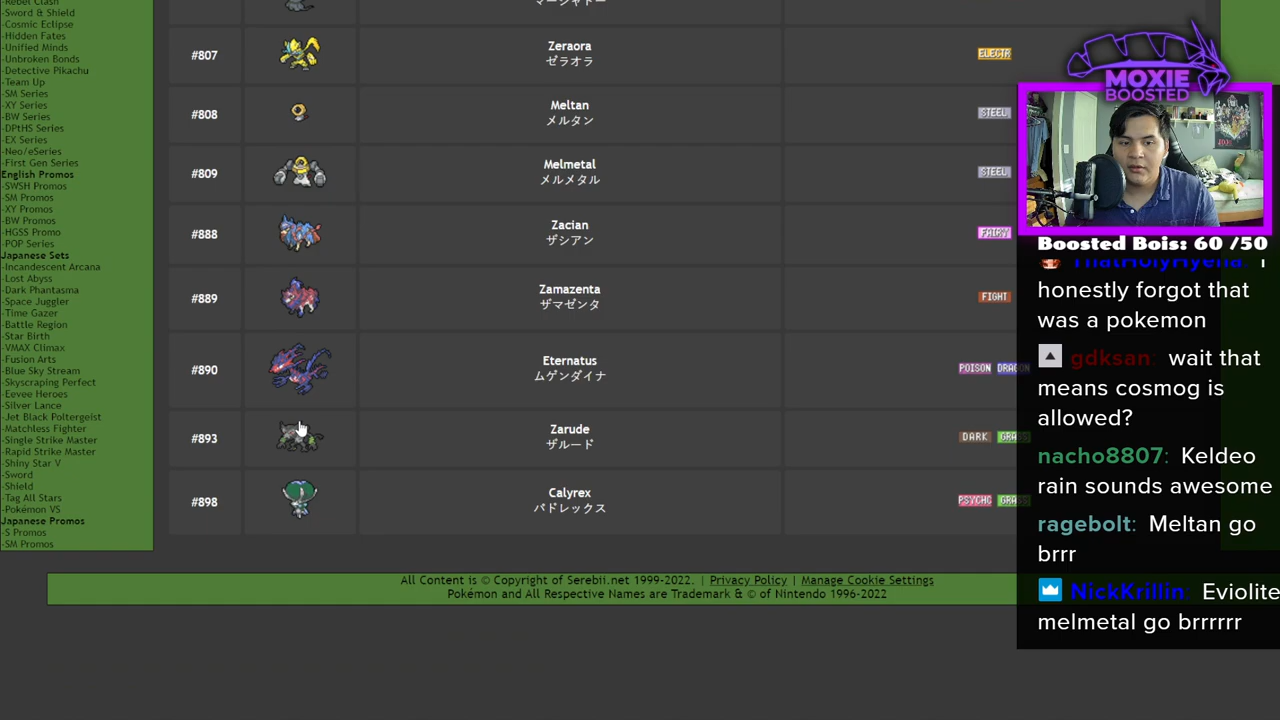 -Rebel Clash
-Sword & Shield
-Cosmic Eclipse
-Hidden Fates
-Unified Minds
-Unbroken Bonds
-Detective Pikachu
-Team Up
-SM Series
-XY Series
-BW Series
-DPtHS Series
-EX Series
-Neo/eSeries
-First Gen Series
English Promos
-SWSH Promos
-SM Promos
-XY Promos
-BW Promos
-HGSS Promo
-POP Series
Japanese Sets
-Incandescent Arcana
-Lost Abyss
-Dark Phantasma
-Space Juggler
-Time Gazer
-Battle Region
-Star Birth
-VMAX Climax
-Fusion Arts
-Blue Sky Stream
-Skyscraping Perfect
-Eevee Heroes
-Silver Lance
-Jet Black Poltergeist
-Matchless Fighter
-Single Strike Master
-Rapid Strike Master
-Shiny Star V
-Sword
-Shield
-Tag All Stars
-Pokémon VS
Japanese Promos
-S Promos
-SM Promos
マーシャドー
#807
Zeraora
ゼラオラ
ELECTR
#808
Meltan
メルタン
STEEL
#809
Melmetal
メルメタル
STEEL
#888
Zacian
ザシアン
FAIRY
#889
Zamazenta
ザマゼンタ
FIGHT
#890
Eternatus
ムゲンダイナ
POISON DRAGON
#893
Zarude
ザルード
DARK GRA
#898
Calyrex
バドレックス
PSYCHC GRA
All Content is © Copyright of Serebii.net 1999-2022. | Privacy Policy | Manage Cookie Settings
Pokémon and All Respective Names are Trademark & © of Nintendo 1996-2022
MOXIE
BOOSTED
Boosted Bois: 60 /50
ThatHolyHyena: I
honestly forgot that
was a pokemon
gdksan: wait that
means cosmog is
allowed?
nacho8807: Keldeo
rain sounds awesome
ragebolt: Meltan go
brrr
NickKrillin: Eviolite
melmetal go brrrrrr